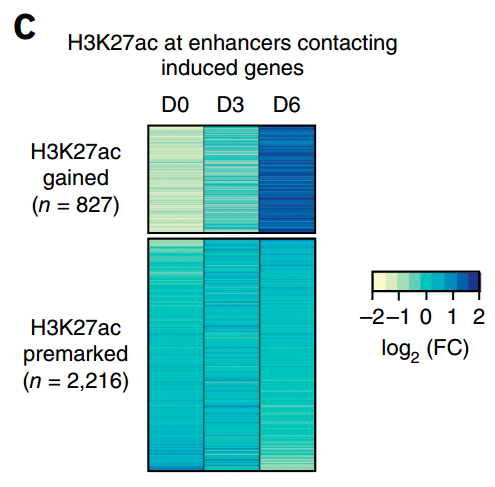 C
H3K27ac at enhancers contacting
induced genes
D0 D3 D6
H3K27ac
gained
(n = 827)
H3K27ac
premarked
(n = 2,216)
−2 −1 0 1 2
log2 (FC)